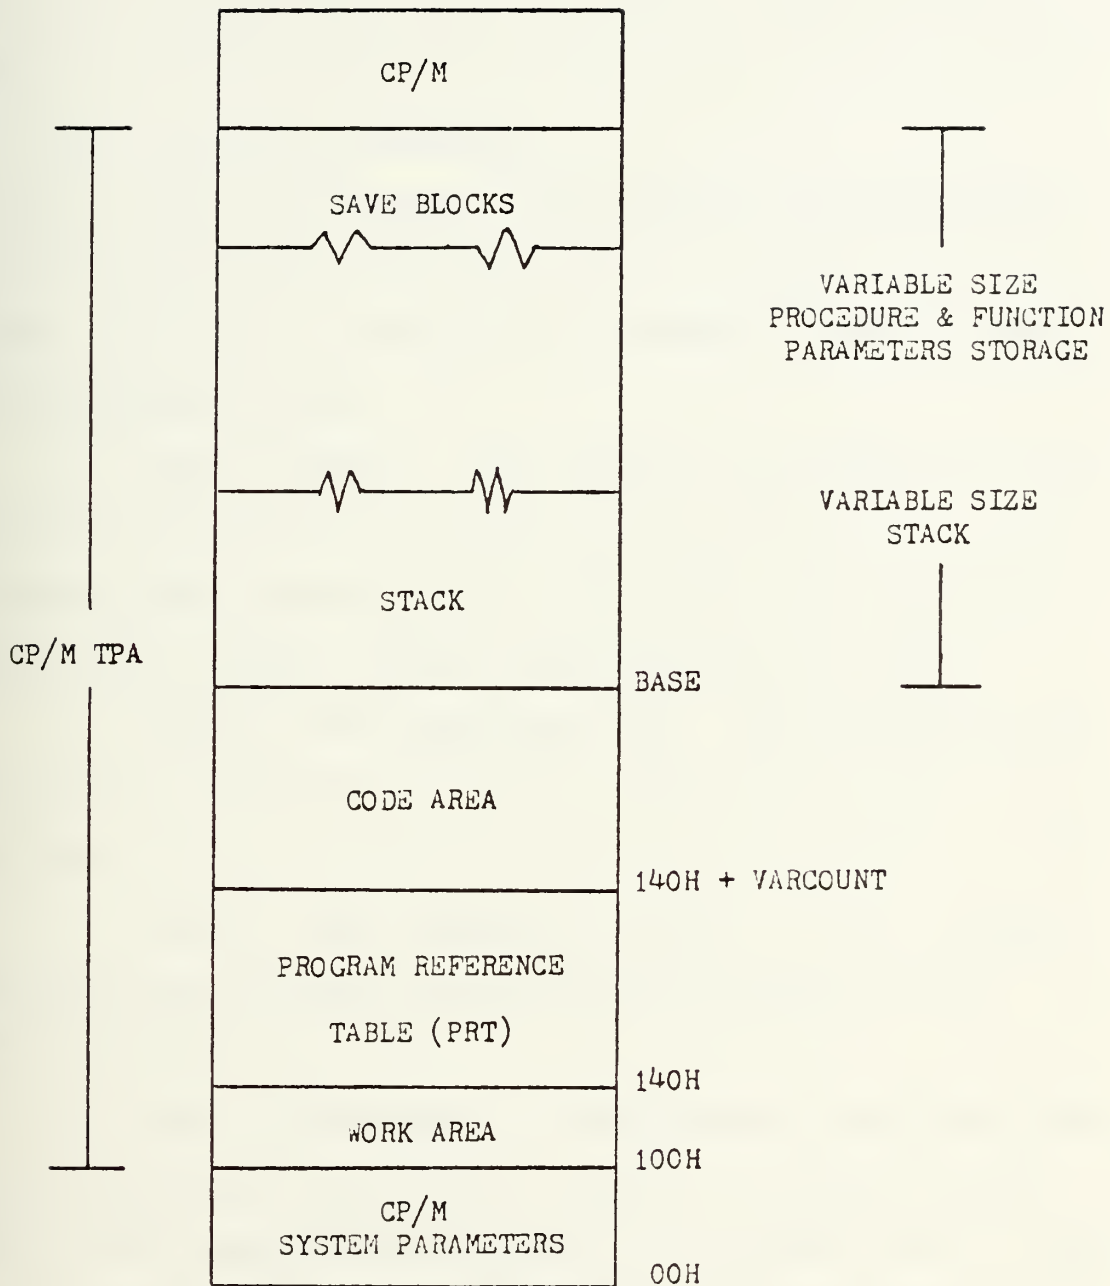 CP/M
SAVE BLOCKS
VARIABLE SIZE
PROCEDURE & FUNCTION
PARAMETERS STORAGE
VARIABLE SIZE
STACK
STACK
CP/M TPA
BASE
CODE AREA
140H + VARCOUNT
PROGRAM REFERENCE
TABLE (PRT)
140H
WORK AREA
100H
CP/M
SYSTEM PARAMETERS
00H